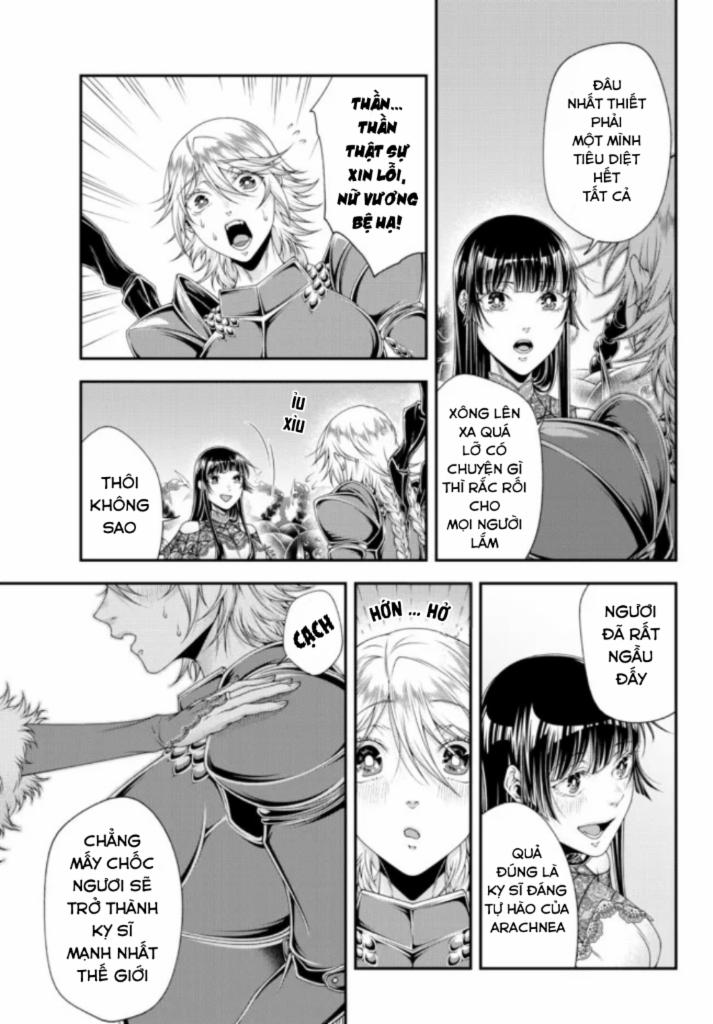 ĐÂU
NHẤT THIẾT
PHẢI
MỘT MÌNH
TIÊU DIỆT
HẾT
TẤT CẢ
XÔNG LÊN
XA QUÁ
LỠ CÓ
CHUYỆN GÌ
THÌ RẮC RỐI
CHO
MỌI NGƯỜI
LẮM
THẦN...
THẦN
THẬT SỰ
XIN LỖI,
NỮ VƯƠNG
BỆ HẠ!
ỈU
XÌU
THÔI
KHÔNG
SAO
NGƯƠI
ĐÃ RẤT
NGẦU
ĐẤY
QUẢ
ĐÚNG LÀ
KỴ SĨ ĐÁNG
TỰ HÀO CỦA
ARACHNEA
HỚN ... HỞ
CẠCH
CHẲNG
MẤY CHỐC
NGƯƠI SẼ
TRỞ THÀNH
KỴ SĨ
MẠNH NHẤT
THẾ GIỚI